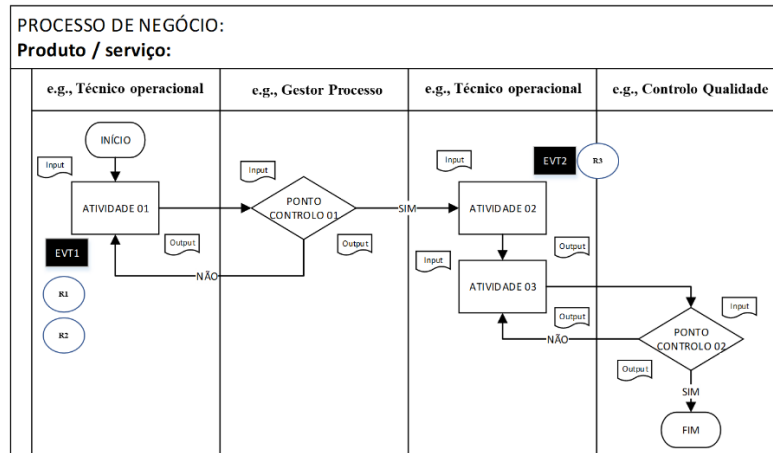 PROCESSO DE NEGÓCIO:
Produto / serviço:
e.g., Técnico operacional
e.g., Gestor Processo
e.g., Técnico operacional
e.g., Controlo Qualidade
INÍCIO
Input
ATIVIDADE 01
Output
EVT1
R1
R2
Input
PONTO
CONTROLO 01
Output
SIM
NÃO
Input
EVT2
R3
ATIVIDADE 02
Output
Input
ATIVIDADE 03
Output
NÃO
Input
PONTO
CONTROLO 02
Output
SIM
FIM